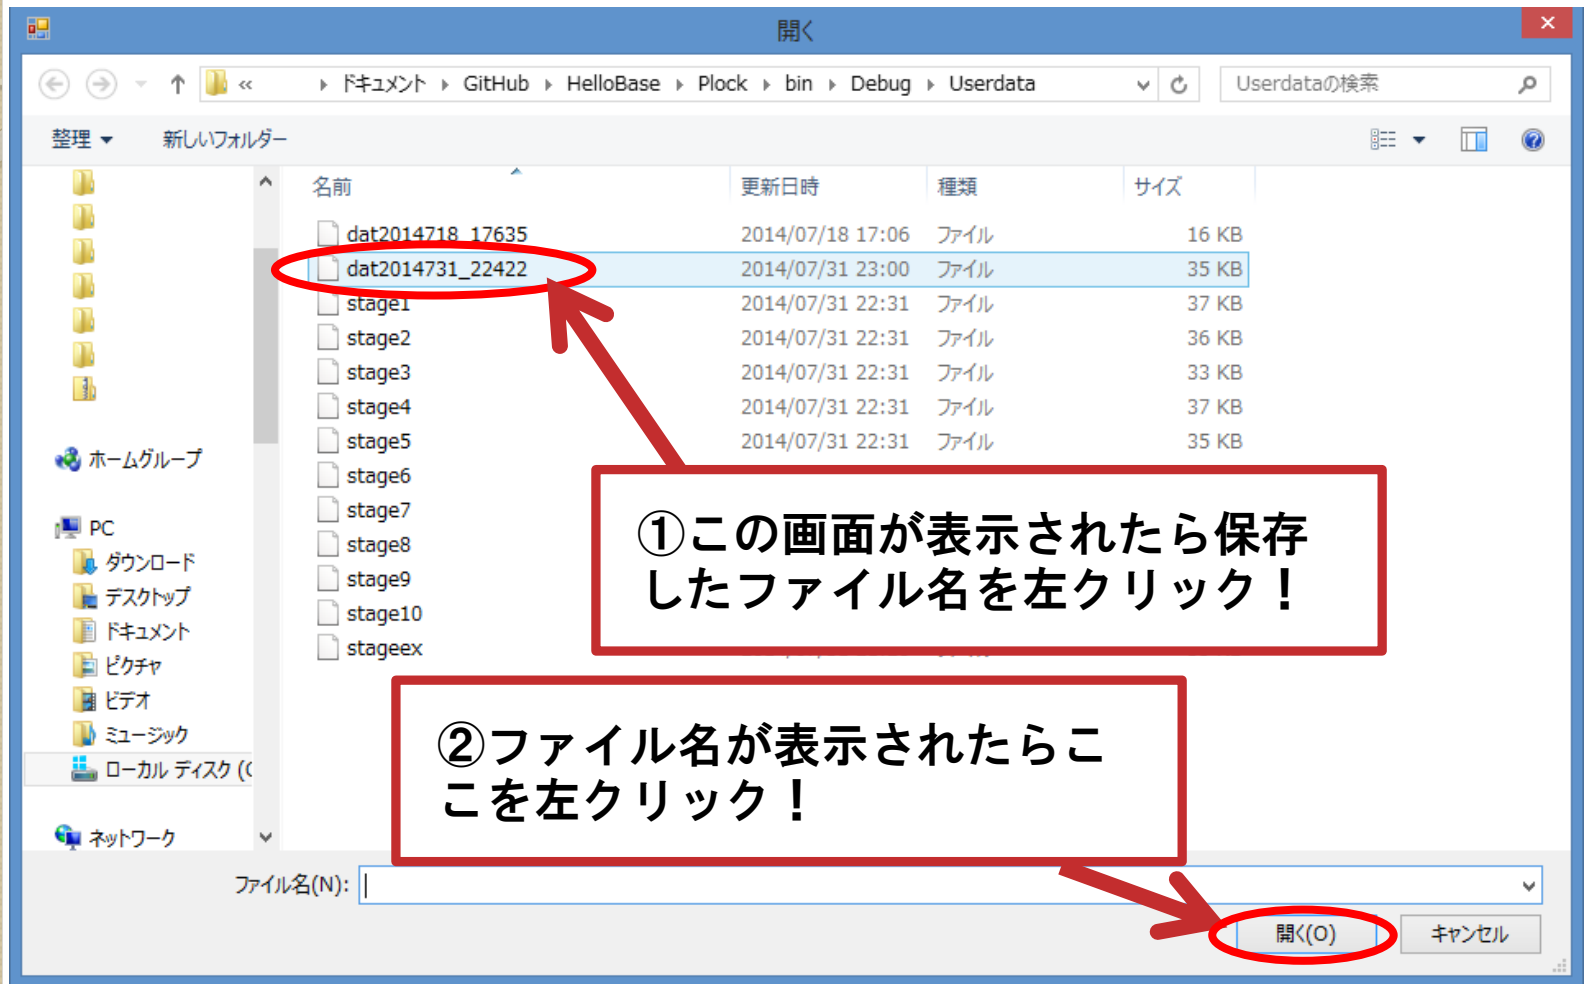 開く
« ▸ ドキュメント ▸ GitHub ▸ HelloBase ▸ Plock ▸ bin ▸ Debug ▸ Userdata
Userdataの検索
整理 新しいフォルダー
名前 更新日時 種類 サイズ
dat2014718_17635 2014/07/18 17:06 ファイル 16 KB
dat2014731_22422 2014/07/31 23:00 ファイル 35 KB
stage1 2014/07/31 22:31 ファイル 37 KB
stage2 2014/07/31 22:31 ファイル 36 KB
stage3 2014/07/31 22:31 ファイル 33 KB
stage4 2014/07/31 22:31 ファイル 37 KB
stage5 2014/07/31 22:31 ファイル 35 KB
stage6
stage7
stage8
stage9
stage10
stageex
ホームグループ
PC
ダウンロード
デスクトップ
ドキュメント
ピクチャ
ビデオ
ミュージック
ローカル ディスク (C
ネットワーク
①この画面が表示されたら保存
したファイル名を左クリック！
②ファイル名が表示されたらこ
こを左クリック！
ファイル名(N):
開く(O) キャンセル